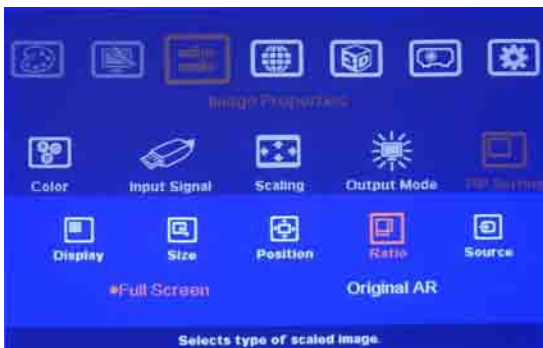 Image Properties
Color Input Signal Scaling Output Mode PIP Setting
Display Size Position Ratio Source
Full Screen Original AR
Selects type of scaled image.